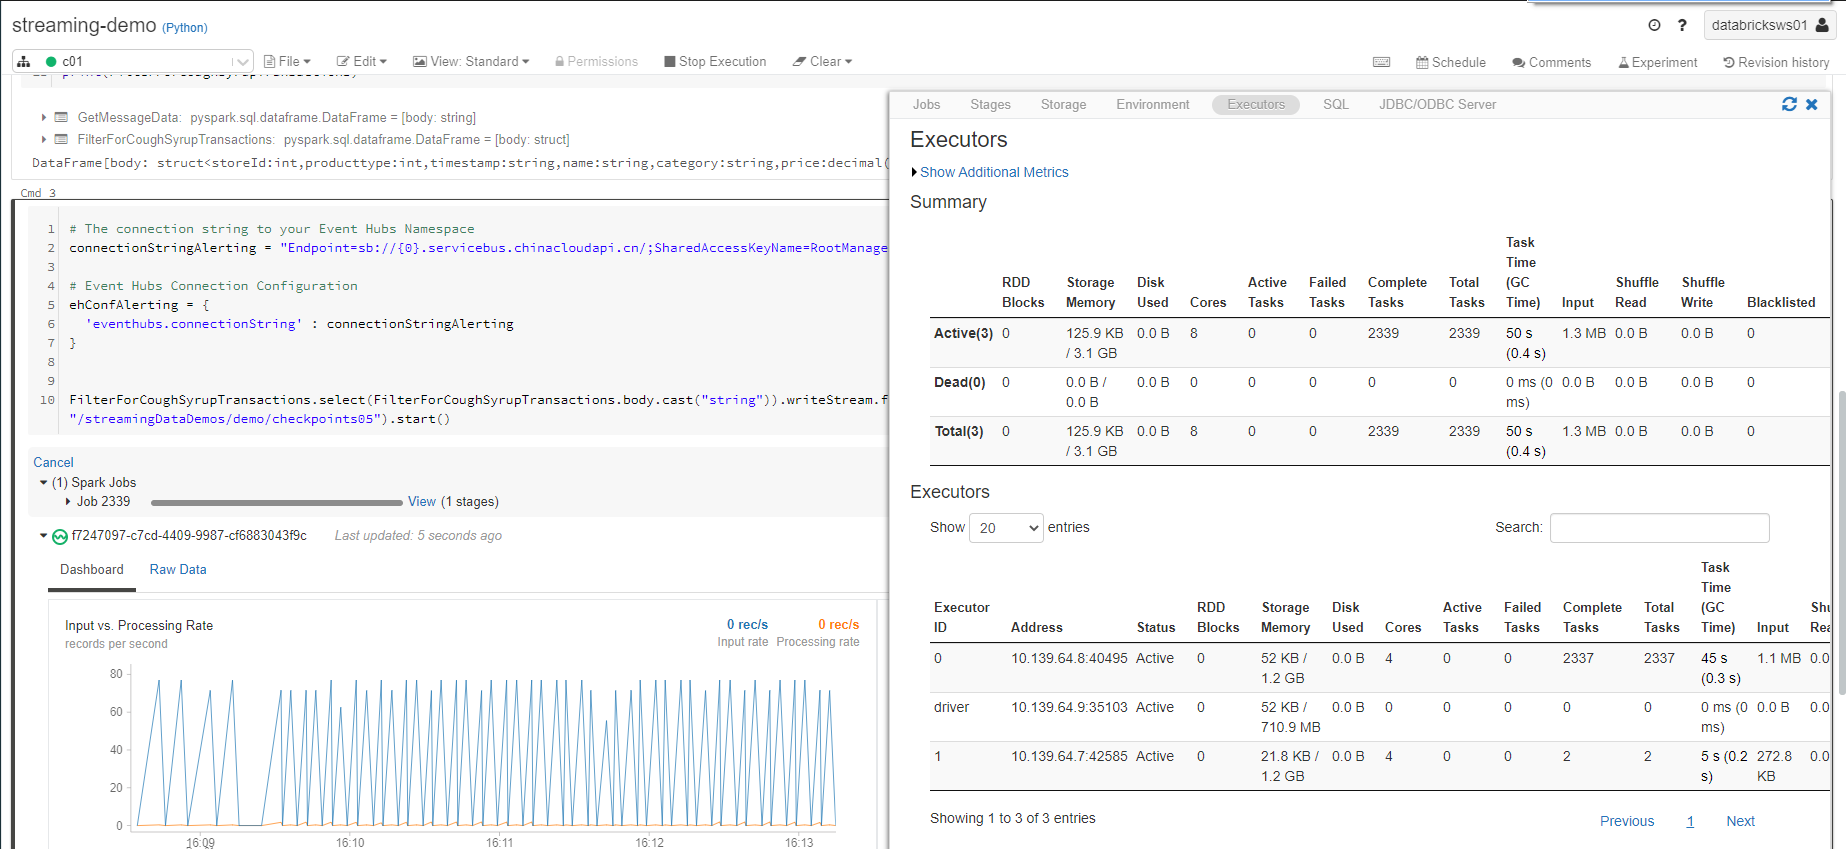 streaming-demo (Python)
databricksws01
c01
File
Edit
View: Standard
Permissions
Stop Execution
Clear
Schedule
Comments
Experiment
Revision history
GetMessageData: pyspark.sql.dataframe.DataFrame = [body: string]
FilterForCoughSyrupTransactions: pyspark.sql.dataframe.DataFrame = [body: struct]
DataFrame[body: struct<storeId:int,producttype:int,timestamp:string,name:string,category:string,price:decimal(
Cmd 3
1 # The connection string to your Event Hubs Namespace
2 connectionStringAlerting = "Endpoint=sb://{0}.servicebus.chinacloudapi.cn/;SharedAccessKeyName=RootManage
3
4 # Event Hubs Connection Configuration
5 ehConfAlerting = {
6 'eventhubs.connectionString' : connectionStringAlerting
7 }
8
9
10 FilterForCoughSyrupTransactions.select(FilterForCoughSyrupTransactions.body.cast("string")).writeStream.f
"/streamingDataDemos/demo/checkpoints05").start()
Cancel
(1) Spark Jobs
Job 2339 View (1 stages)
f7247097-c7cd-4409-9987-cf6883043f9c Last updated: 5 seconds ago
Dashboard Raw Data
Input vs. Processing Rate
records per second
0 rec/s 0 rec/s
Input rate Processing rate
80
60
40
20
0
16:09 16:10 16:11 16:12 16:13
Jobs Stages Storage Environment Executors SQL JDBC/ODBC Server
Executors
Show Additional Metrics
Summary
RDD Blocks Storage Memory Disk Used Cores Active Tasks Failed Tasks Complete Tasks Total Tasks Task Time (GC Time) Input Shuffle Read Shuffle Write Blacklisted
Active(3) 0 125.9 KB / 3.1 GB 0.0 B 8 0 0 2339 2339 50 s (0.4 s) 1.3 MB 0.0 B 0.0 B 0
Dead(0) 0 0.0 B / 0.0 B 0.0 B 0 0 0 0 0 0 ms (0 ms) 0.0 B 0.0 B 0.0 B 0
Total(3) 0 125.9 KB / 3.1 GB 0.0 B 8 0 0 2339 2339 50 s (0.4 s) 1.3 MB 0.0 B 0.0 B 0
Executors
Show 20 entries
Search:
Executor ID Address Status RDD Blocks Storage Memory Disk Used Cores Active Tasks Failed Tasks Complete Tasks Total Tasks Task Time (GC Time) Input
0 10.139.64.8:40495 Active 0 52 KB / 1.2 GB 0.0 B 4 0 0 2337 2337 45 s (0.3 s) 1.1 MB 0.0
driver 10.139.64.9:35103 Active 0 52 KB / 710.9 MB 0.0 B 0 0 0 0 0 0 ms (0 ms) 0.0 B 0.0
1 10.139.64.7:42585 Active 0 21.8 KB / 1.2 GB 0.0 B 4 0 0 2 2 5 s (0.2 s) 272.8 KB 0.0
Showing 1 to 3 of 3 entries
Previous 1 Next